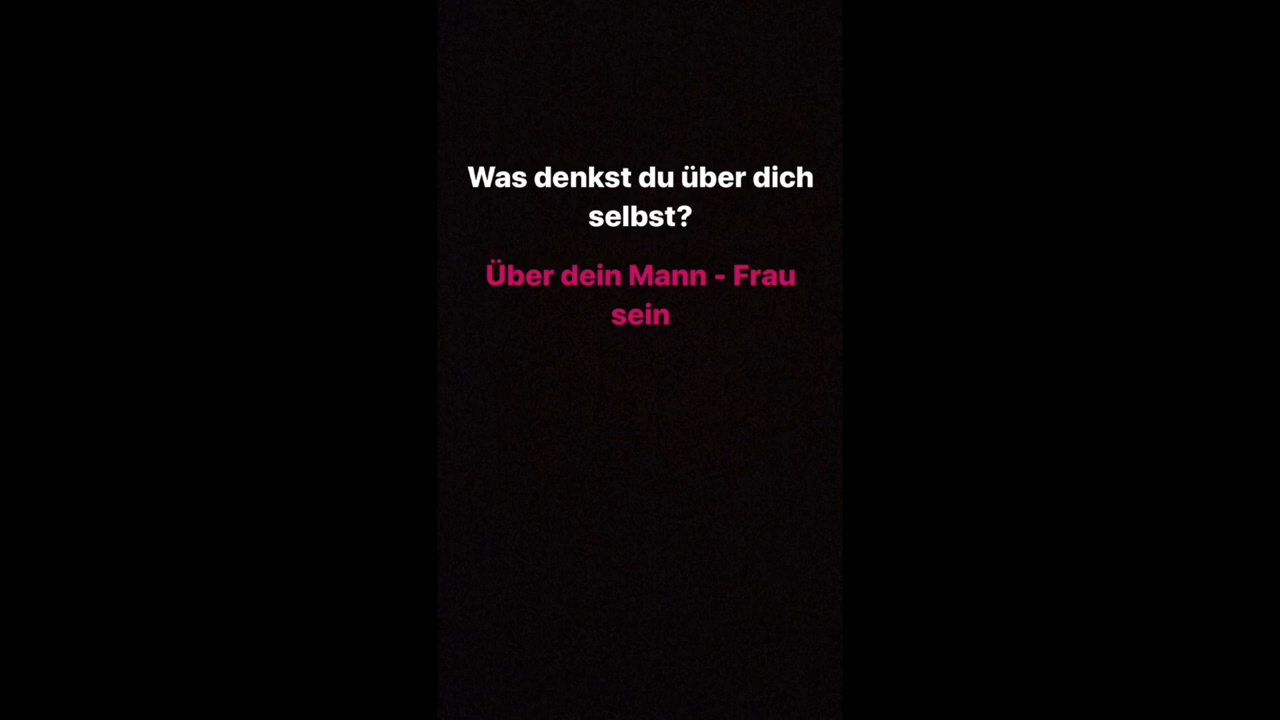 Was denkst du über dich
selbst?
Über dein Mann - Frau
sein